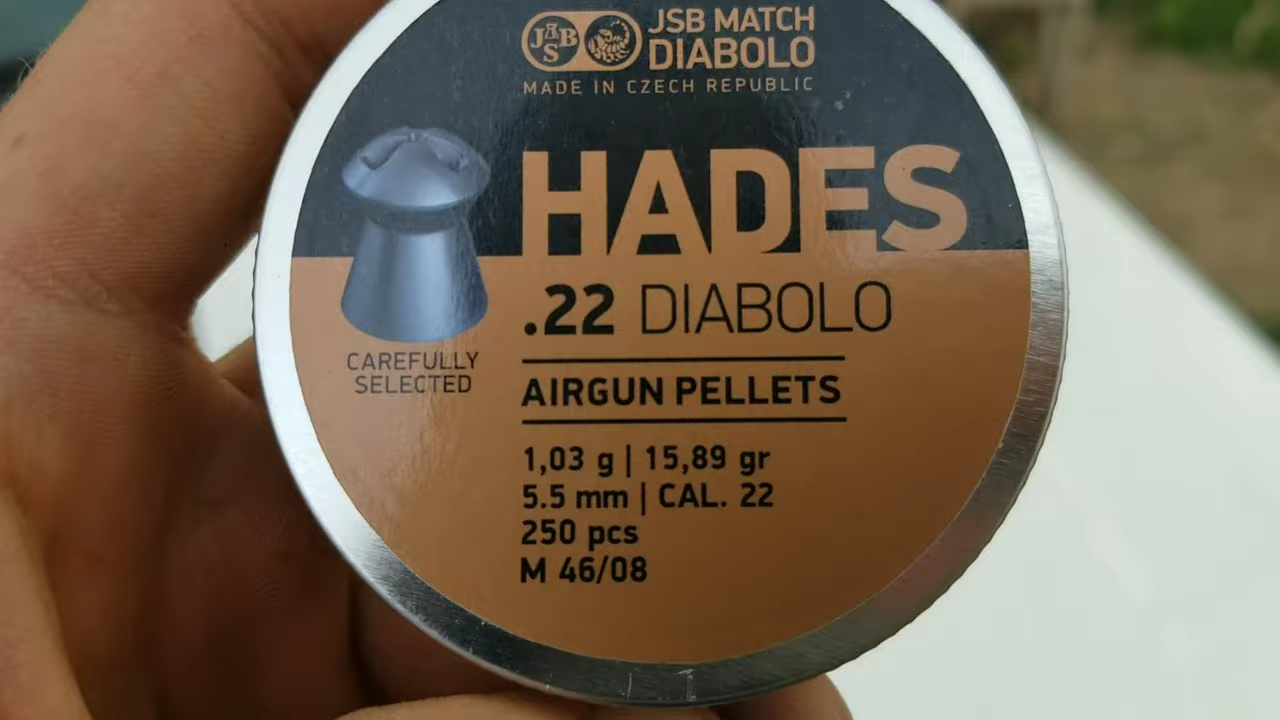 JSB
JSB MATCH
DIABOLO
MADE IN CZECH REPUBLIC
HADES
.22 DIABOLO
CAREFULLY
SELECTED
AIRGUN PELLETS
1,03 g | 15,89 gr
5.5 mm | CAL. 22
250 pcs
M 46/08